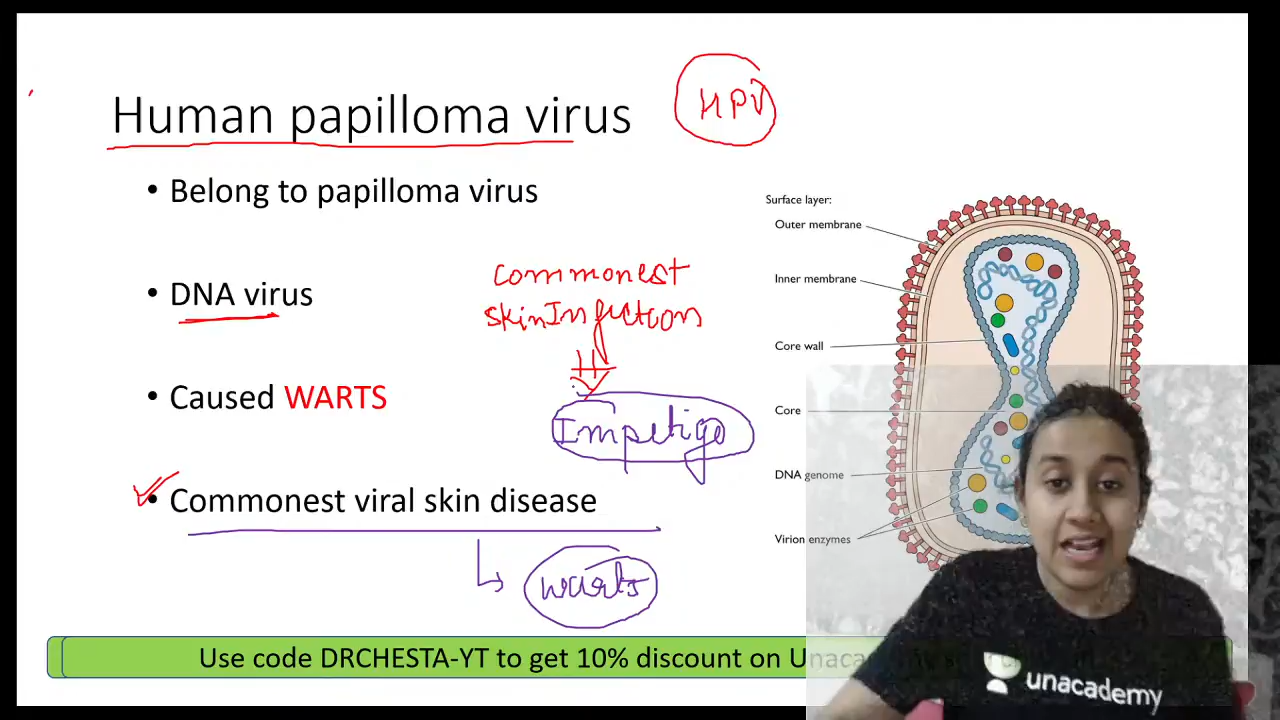 Human papilloma virus
HPV
• Belong to papilloma virus
• DNA virus
• Caused WARTS
• Commonest viral skin disease
commonest
skin Infection
Impetigo
warts
Surface layer:
Outer membrane
Inner membrane
Core wall
Core
DNA genome
Virion enzymes
Use code DRCHESTA-YT to get 10% discount on Unaca
unacademy